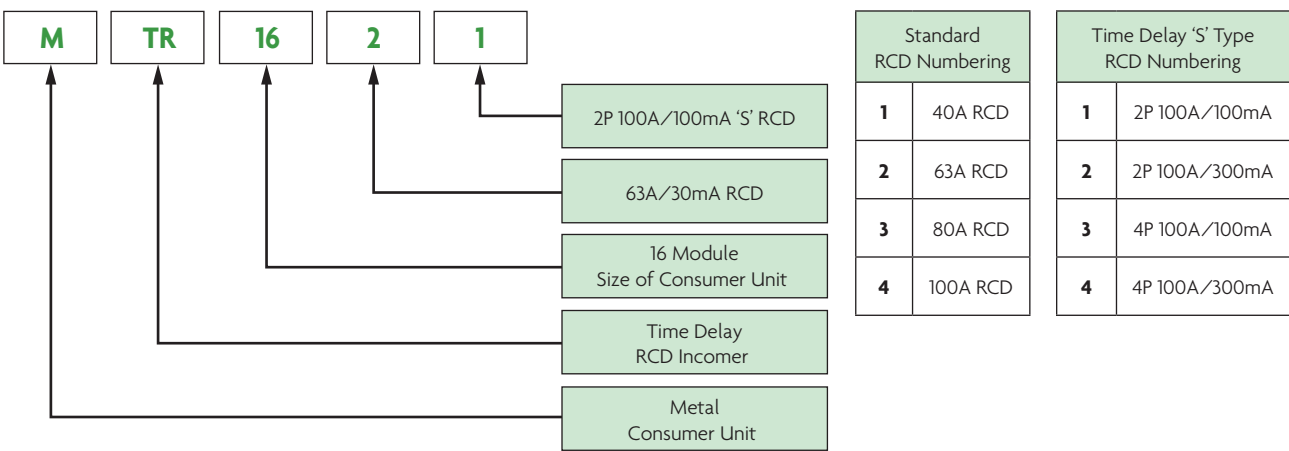 M TR 16 2 1
2P 100A/100mA ‘S’ RCD
63A/30mA RCD
16 Module
Size of Consumer Unit
Time Delay
RCD Incomer
Metal
Consumer Unit
Standard
RCD Numbering
1 40A RCD
2 63A RCD
3 80A RCD
4 100A RCD
Time Delay ‘S’ Type
RCD Numbering
1 2P 100A/100mA
2 2P 100A/300mA
3 4P 100A/100mA
4 4P 100A/300mA